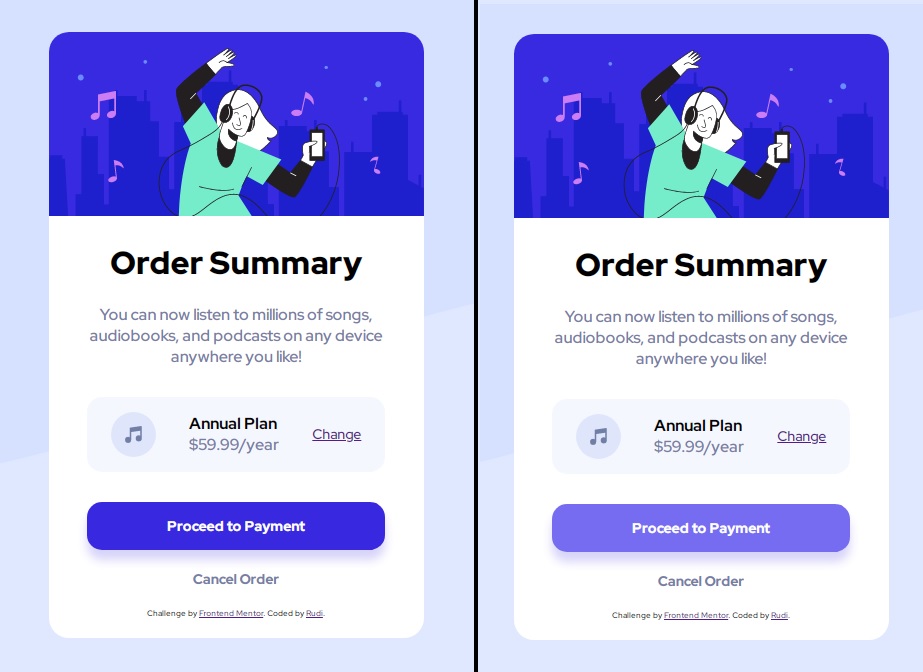 Order Summary
You can now listen to millions of songs,
audiobooks, and podcasts on any device
anywhere you like!
Annual Plan
$59.99/year
Change
Proceed to Payment
Cancel Order
Challenge by Frontend Mentor. Coded by Rudi.
Order Summary
You can now listen to millions of songs,
audiobooks, and podcasts on any device
anywhere you like!
Annual Plan
$59.99/year
Change
Proceed to Payment
Cancel Order
Challenge by Frontend Mentor. Coded by Rudi.